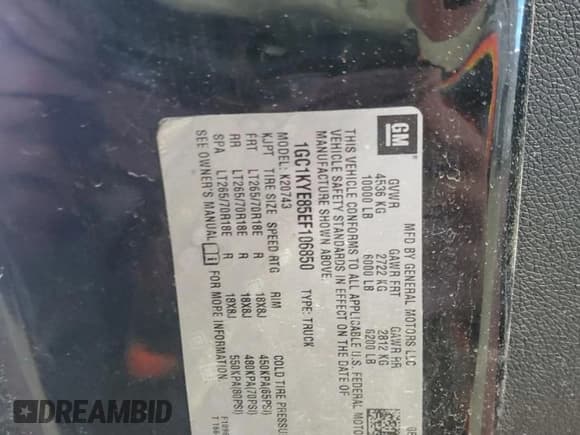 GM
MFD BY GENERAL MOTORS LLC
GVWR GAWR FRT GAWR RR
4536 KG 2722 KG 2812 KG
10000 LB 6000 LB 6200 LB
THIS VEHICLE CONFORMS TO ALL APPLICABLE U.S. FEDERAL
VEHICLE SAFETY STANDARDS IN EFFECT ON THE DATE OF
MANUFACTURE SHOWN ABOVE.
1GC1KYE85EF106850 TYPE: TRUCK
MODEL: K20743
KJPT TIRE SIZE SPEED RTG RIM COLD TIRE
FRT LT265/70R18E R 18X8J 450KPA(65PSI)
RR LT265/70R18E R 18X8J 480KPA(70PSI)
SPA LT265/70R18E R 18X8J 550KPA(80PSI)
SEE OWNER'S MANUAL FOR MORE INFORMATION
DREAMBID